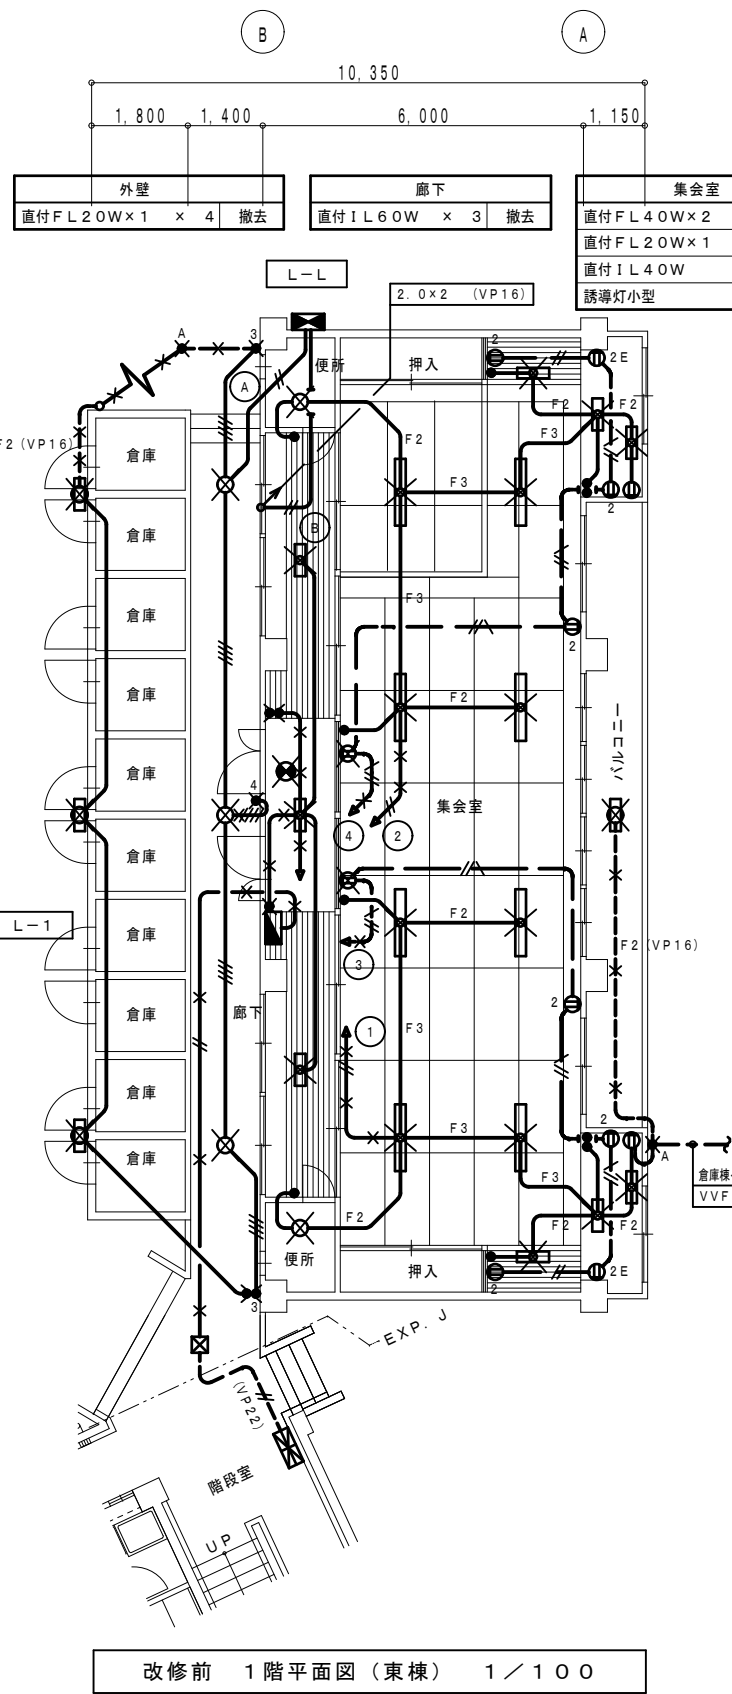 B
A
10,350
1,800
1,400
6,000
1,150
外壁
直付FL20W×1 × 4 撤去
廊下
直付IL60W × 3 撤去
集会室
直付FL40W×2
直付FL20W×1
直付IL40W
誘導灯小型
L-L
2.0×2 (VP16)
A
3
便所
押入
2
2E
A
F2
F2
F2
F3
F2(VP16)
倉庫
F3
2
B
倉庫
倉庫
F3
2
倉庫
F2
バルコニー
倉庫
4
集会室
4
2
倉庫
L-1
倉庫
F2
F2(VP16)
3
倉庫
廊下
2
1
F3
倉庫
F3
2
A
倉庫
F3
倉庫棟
VVF
F2
F2
F2
便所
押入
2
2E
3
EXP.J
(VP22)
階段室
UP
改修前 1階平面図(東棟) 1/100